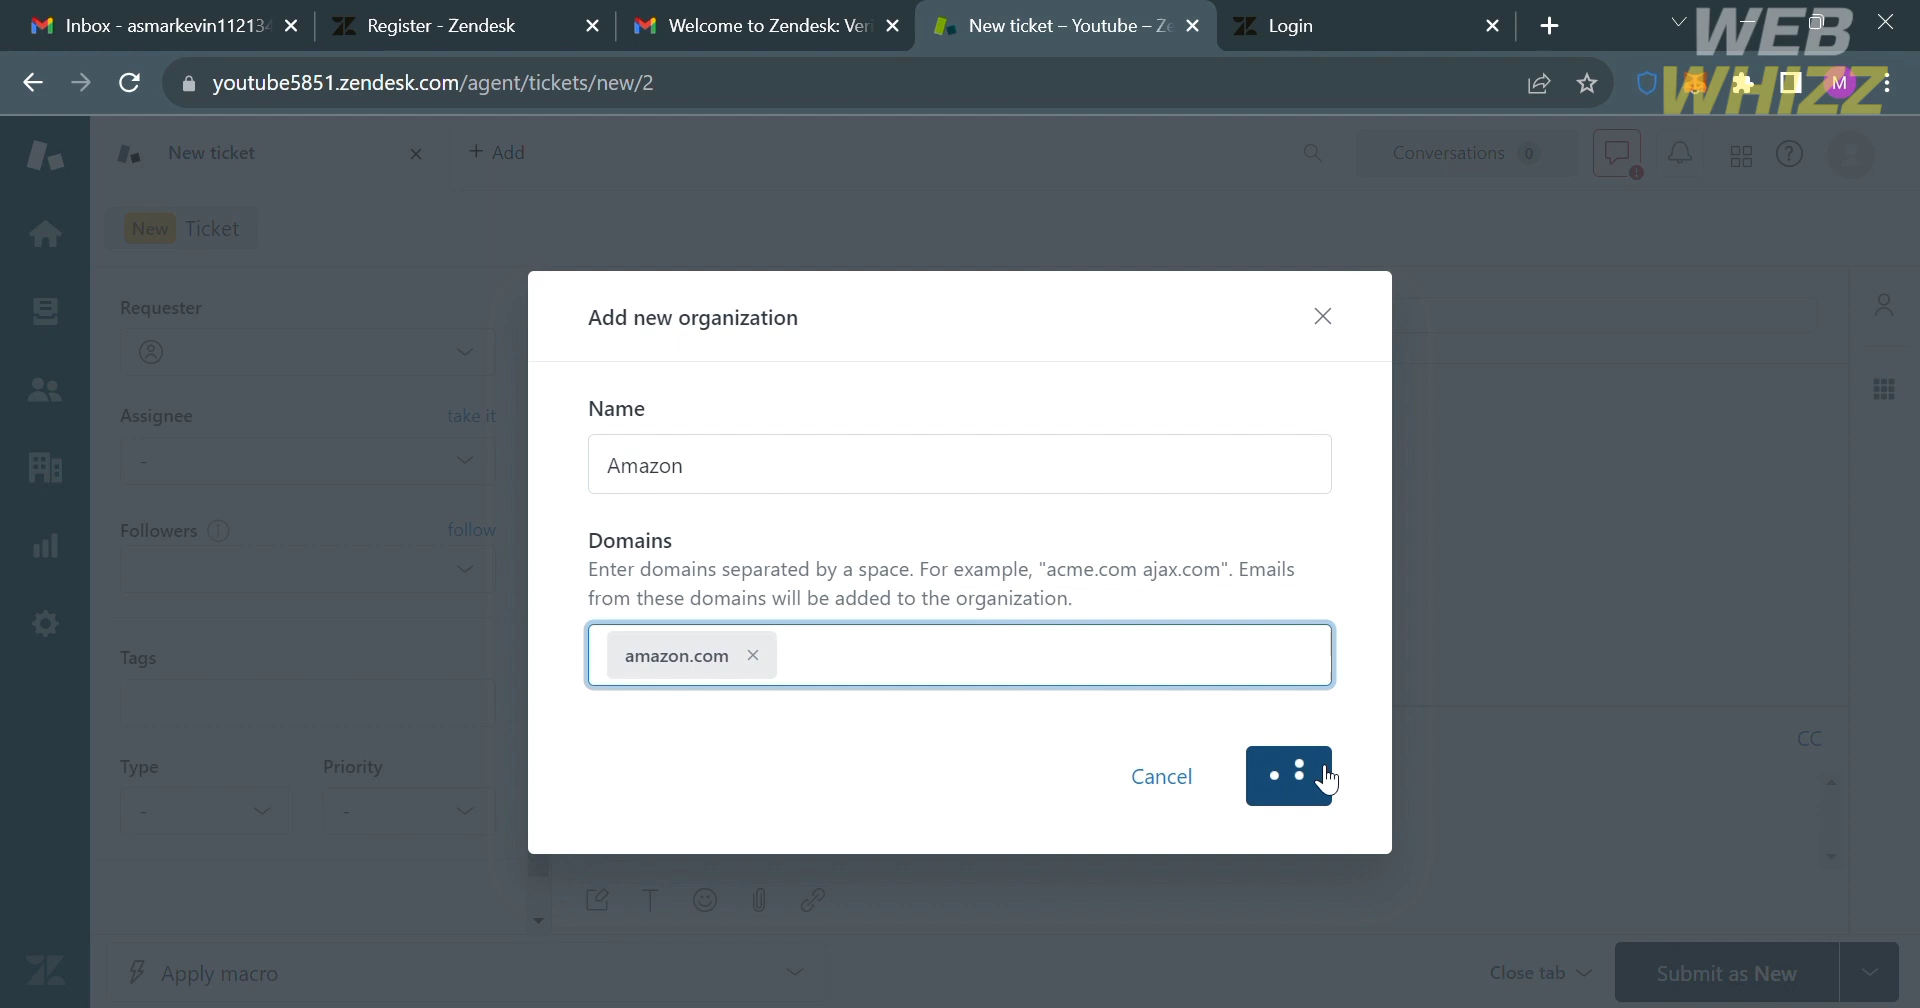 Inbox - asmarkevin112134
Register - Zendesk
Welcome to Zendesk: Veri
New ticket – Youtube – Ze
Login
WEB
WHIZZ
youtube5851.zendesk.com/agent/tickets/new/2
M
New ticket
+ Add
Conversations 0
New Ticket
Requester
Assignee
take it
-
Followers
follow
Tags
Type
Priority
-
-
Add new organization
Name
Amazon
Domains
Enter domains separated by a space. For example, "acme.com ajax.com". Emails
from these domains will be added to the organization.
amazon.com
Cancel
CC
Apply macro
Close tab
Submit as New